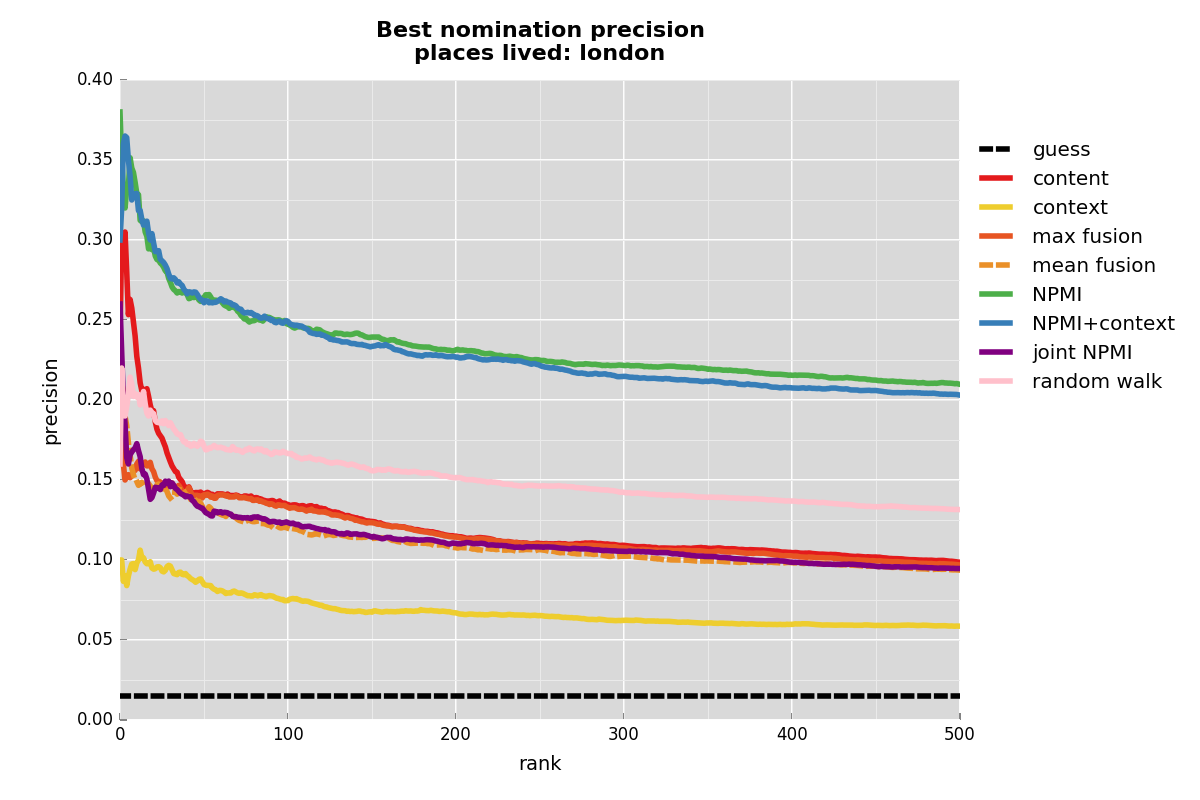 Best nomination precision
places lived: london
0.40
0.35
0.30
0.25
0.20
0.15
0.10
0.05
0.00
precision
0 100 200 300 400 500
rank
guess
content
context
max fusion
mean fusion
NPMI
NPMI+context
joint NPMI
random walk